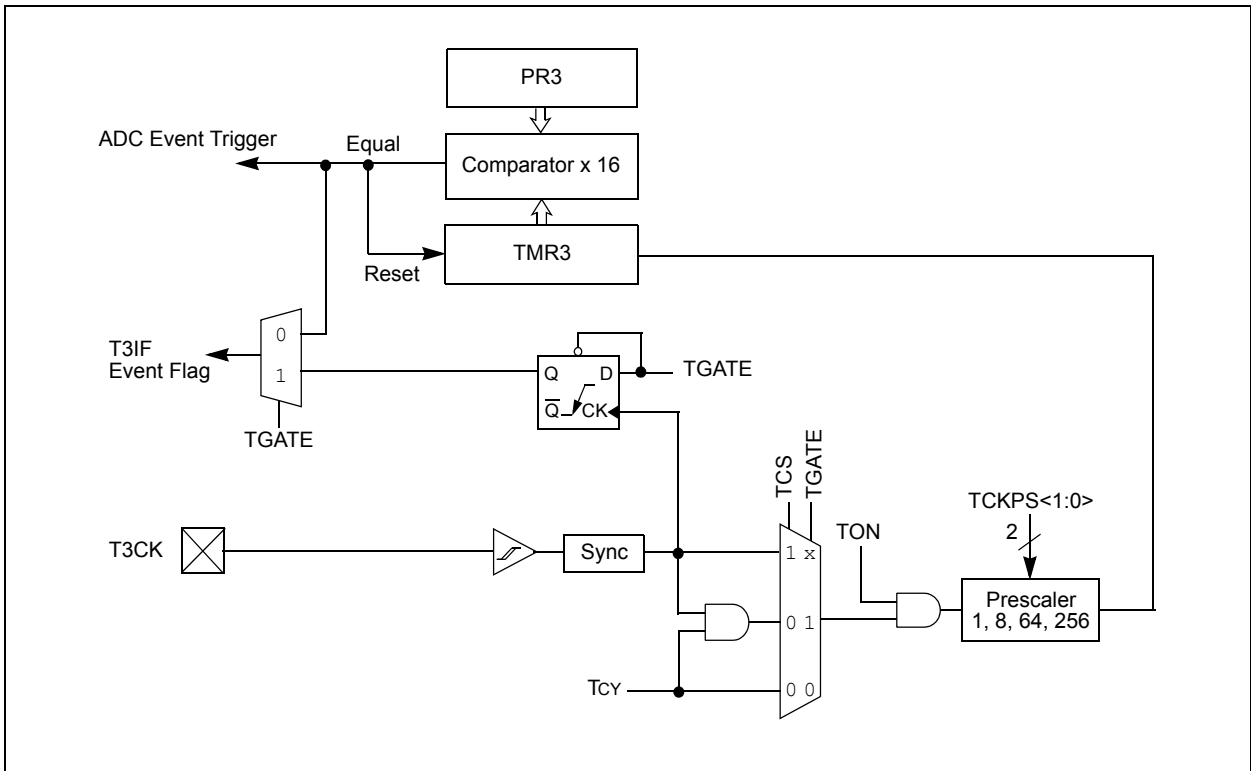 PR3
ADC Event Trigger
Equal
Comparator x 16
TMR3
Reset
0
T3IF
Event Flag
1
Q D
TGATE
Q̅ CK
TGATE
TCS
TGATE
TCKPS<1:0>
2
TON
T3CK
Sync
1 x
Prescaler
1, 8, 64, 256
0 1
TCY
0 0